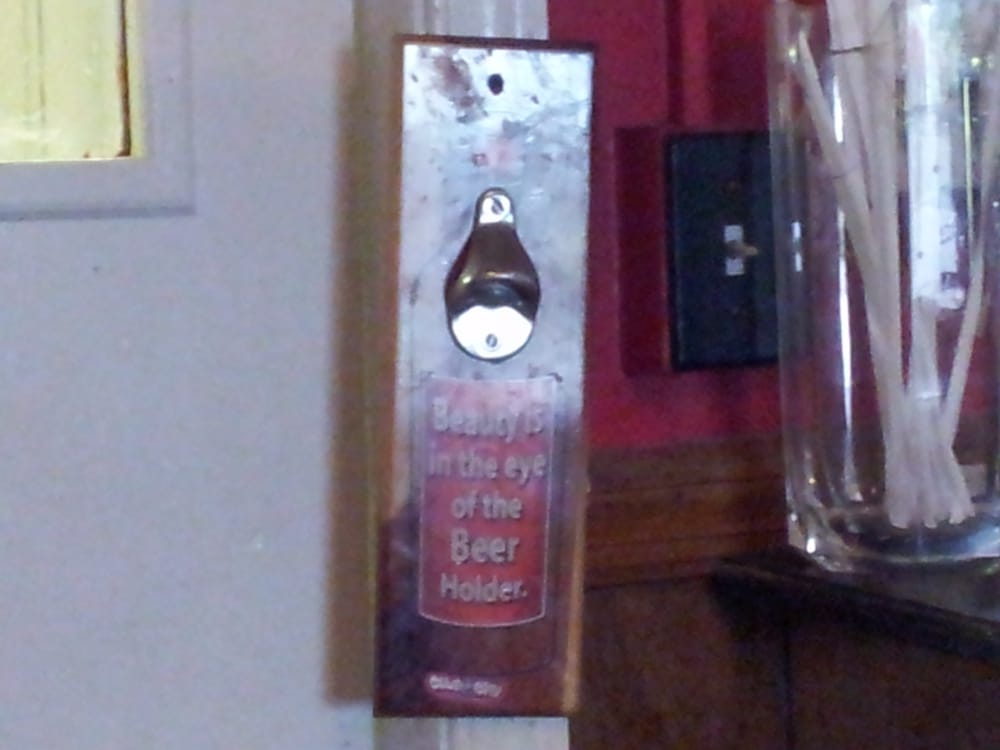 Beauty is
in the eye
of the
Beer
Holder.